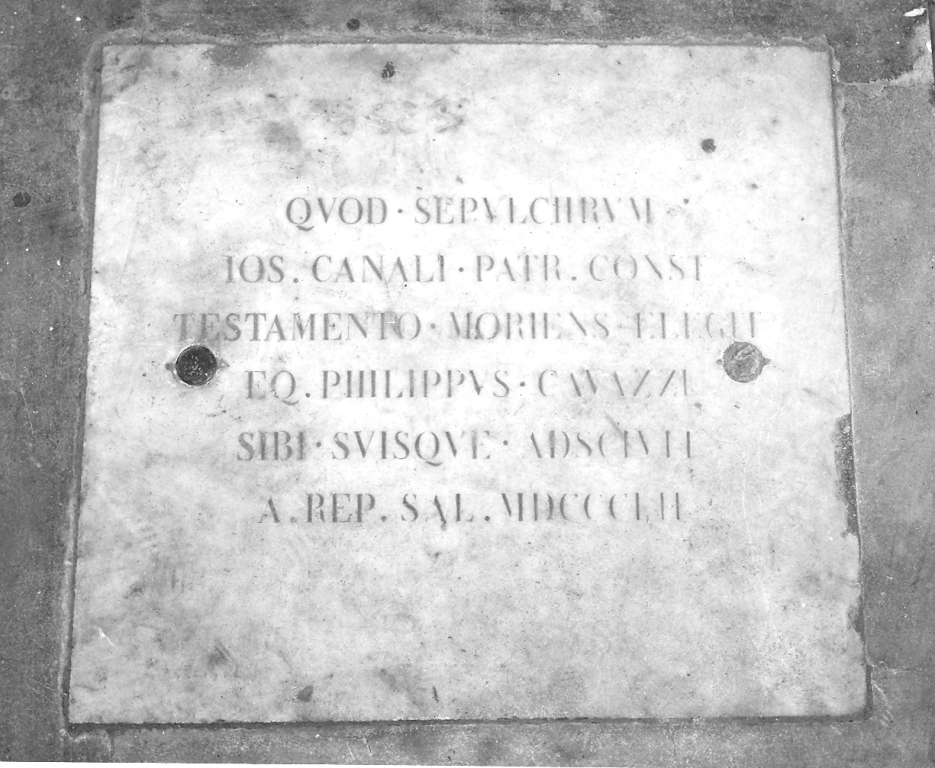 QVOD · SEPVLCHRVM
IOS. CANALI · PATR. CONST
TESTAMENTO · MORIENS · ELEGIT
EQ. PHILIPPVS · CAVAZZI
SIBI · SVISQVE · ADSCIVIT
A. REP. SAL. MDCCCLII